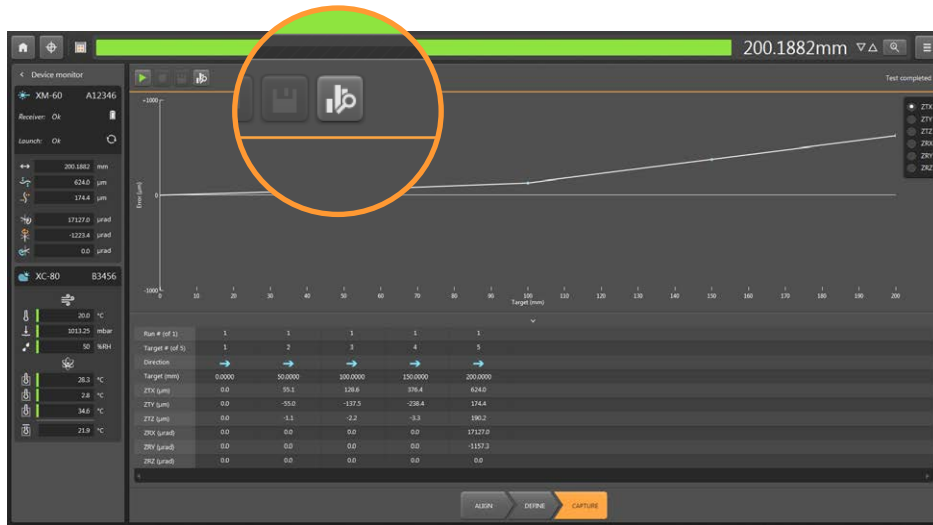 200.1882mm
Device monitor
XM-60 A12346
Receiver: Ok
Launch: Ok
200.1882 mm
624.0 µm
174.4 µm
17127.0 µrad
-1223.4 µrad
0.0 µrad
XC-80 B3456
20.0 °C
1013.25 mbar
50 %RH
28.3 °C
2.8 °C
34.6 °C
21.9 °C
Test completed
+1000
0
-1000
Error (µm)
0 10 20 30 40 50 60 70 80 90 100 110 120 130 140 150 160 170 180 190 200
Target (mm)
ZTX
ZTY
ZTZ
ZRX
ZRY
ZRZ
Run # (of 1) 1 1 1 1 1
Target # (of 5) 1 2 3 4 5
Direction
Target (mm) 0.0000 50.0000 100.0000 150.0000 200.0000
ZTX (µm) 0.0 55.1 128.6 376.4 624.0
ZTY (µm) 0.0 -55.0 -137.5 -238.4 174.4
ZTZ (µm) 0.0 -1.1 -2.2 -3.3 190.2
ZRX (µrad) 0.0 0.0 0.0 0.0 17127.0
ZRY (µrad) 0.0 0.0 0.0 0.0 -1157.3
ZRZ (µrad) 0.0 0.0 0.0 0.0 0.0
ALIGN DEFINE CAPTURE